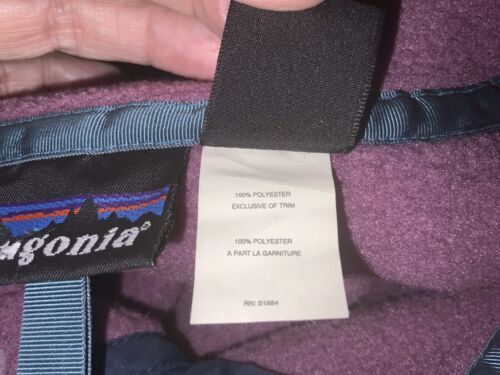 agonia®
100% POLYESTER
EXCLUSIVE OF TRIM
100% POLYESTER
A PART LA GARNITURE
RN: 51884